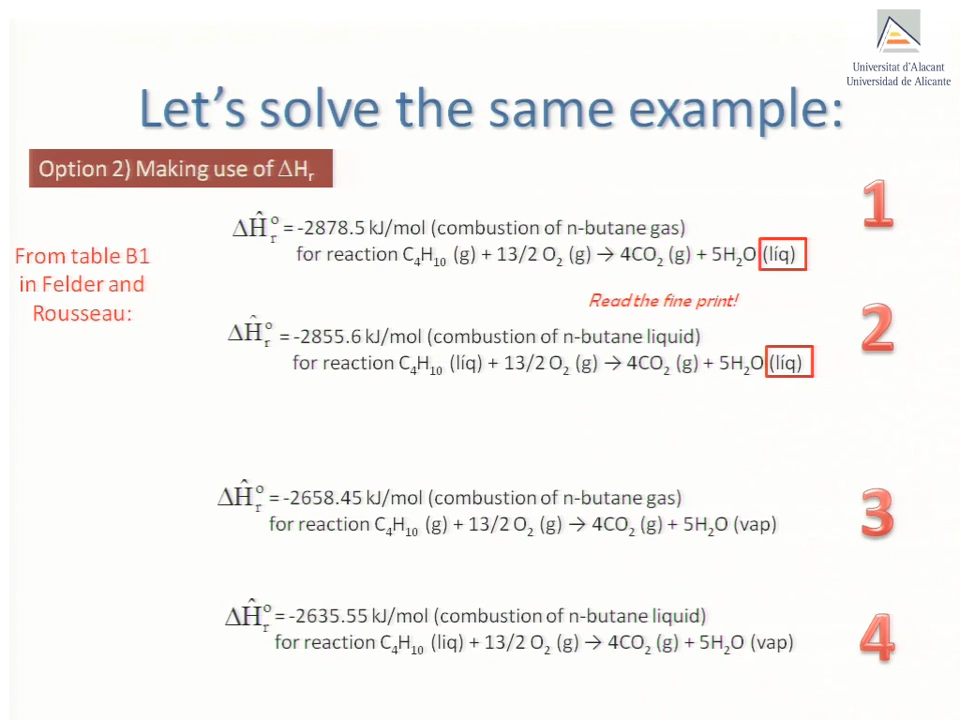 Universitat d'Alacant
Universidad de Alicante
Let's solve the same example:
Option 2) Making use of ΔHr
1
ΔĤr° = -2878.5 kJ/mol (combustion of n-butane gas)
for reaction C4H10 (g) + 13/2 O2 (g) → 4CO2 (g) + 5H2O (líq)
From table B1
in Felder and
Rousseau:
Read the fine print!
2
ΔĤr° = -2855.6 kJ/mol (combustion of n-butane liquid)
for reaction C4H10 (líq) + 13/2 O2 (g) → 4CO2 (g) + 5H2O (líq)
ΔĤr° = -2658.45 kJ/mol (combustion of n-butane gas)
for reaction C4H10 (g) + 13/2 O2 (g) → 4CO2 (g) + 5H2O (vap)
3
ΔĤr° = -2635.55 kJ/mol (combustion of n-butane liquid)
for reaction C4H10 (liq) + 13/2 O2 (g) → 4CO2 (g) + 5H2O (vap)
4